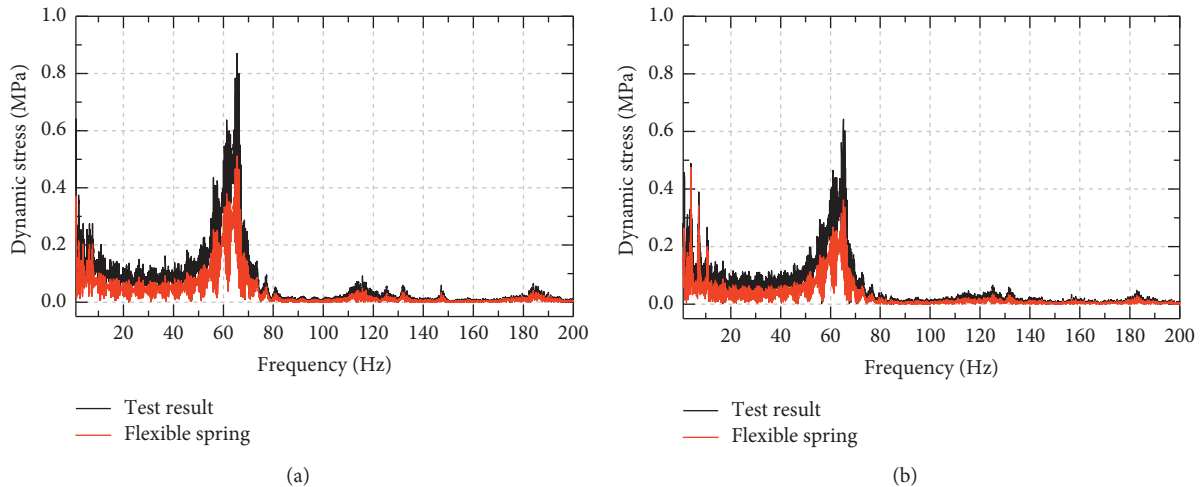 1.0
0.8
0.6
0.4
0.2
0.0
Dynamic stress (MPa)
20 40 60 80 100 120 140 160 180 200
Frequency (Hz)
Test result
Flexible spring
(a)
1.0
0.8
0.6
0.4
0.2
0.0
Dynamic stress (MPa)
20 40 60 80 100 120 140 160 180 200
Frequency (Hz)
Test result
Flexible spring
(b)